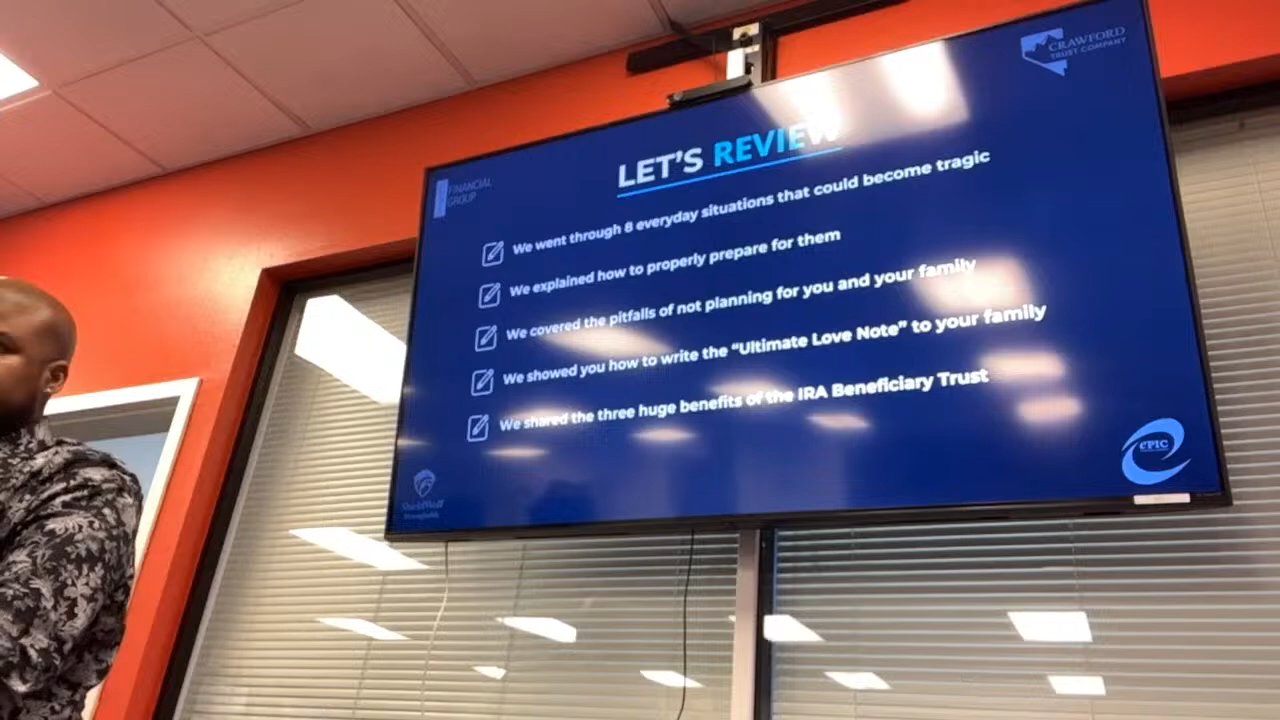 CRAWFORD
TRUST COMPANY
FINANCIAL
GROUP
LET'S REVIEW
We went through 8 everyday situations that could become tragic
We explained how to properly prepare for them
We covered the pitfalls of not planning for you and your family
We showed you how to write the “Ultimate Love Note” to your family
We shared the three huge benefits of the IRA Beneficiary Trust
ShieldWolf
Strongholds
ePIC